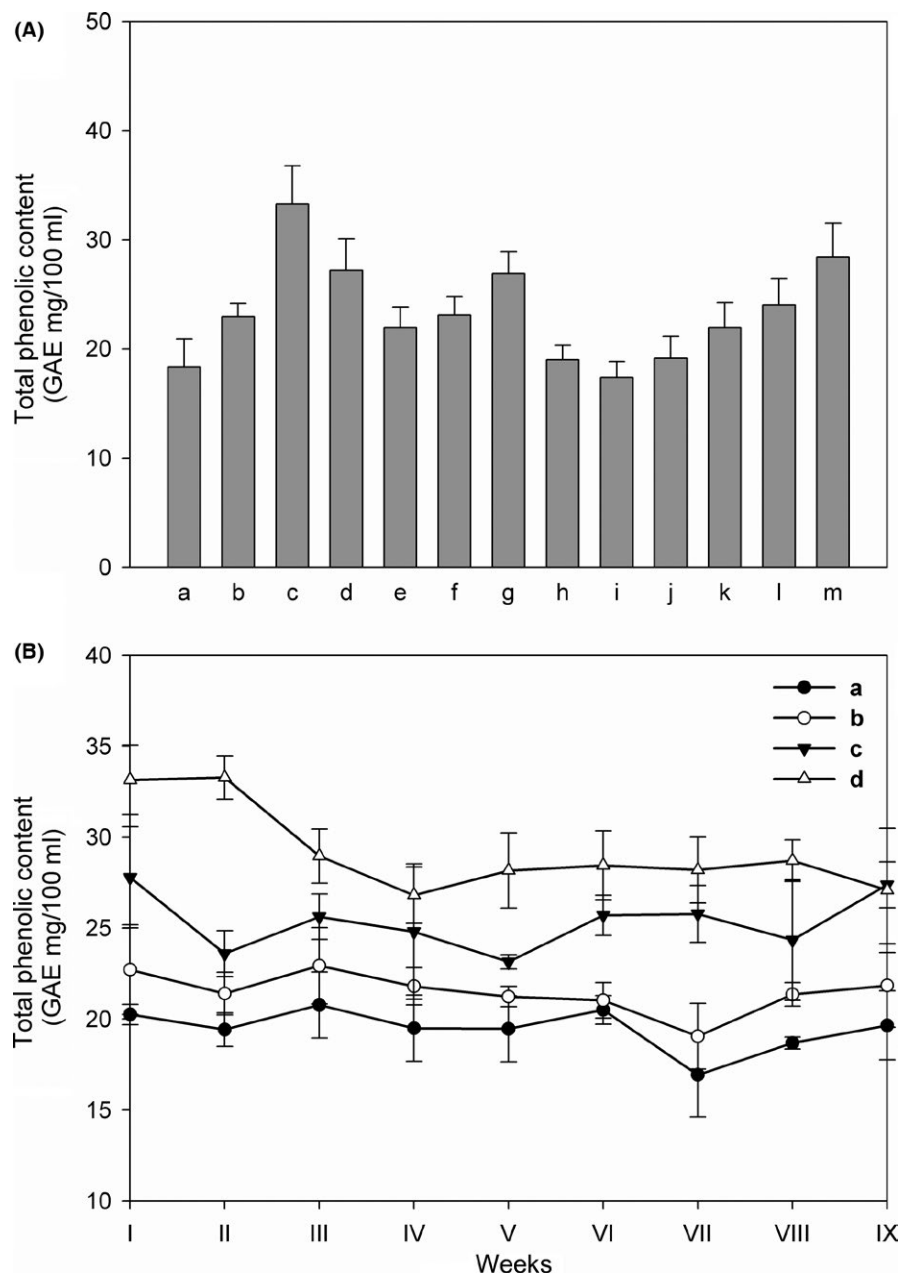 (A)
50
40
30
20
10
0
Total phenolic content
(GAE mg/100 ml)
a b c d e f g h i j k l m
(B)
40
35
30
25
20
15
10
Total phenolic content
(GAE mg/100 ml)
a
b
c
d
I II III IV V VI VII VIII IX
Weeks